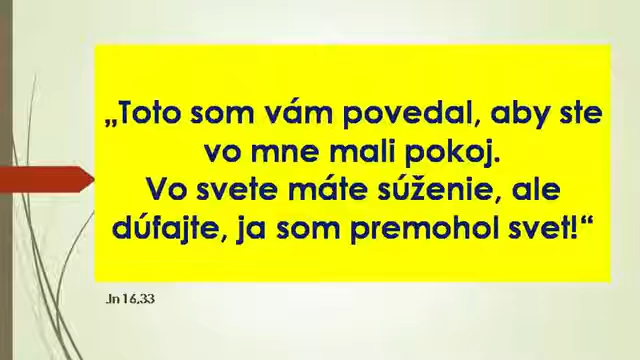 „Toto som vám povedal, aby ste
vo mne mali pokoj.
Vo svete máte súženie, ale
dúfajte, ja som premohol svet!“
Jn 16,33